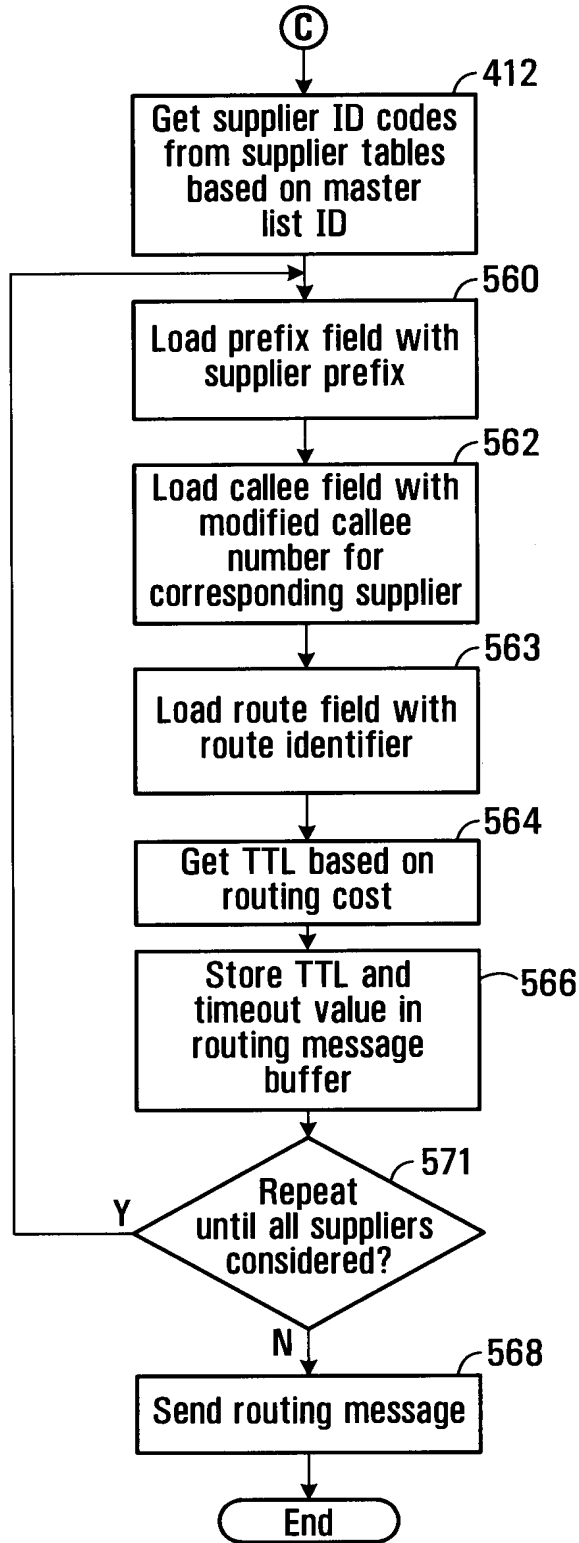 C
412
Get supplier ID codes
from supplier tables
based on master
list ID
560
Load prefix field with
supplier prefix
562
Load callee field with
modified callee
number for
corresponding supplier
563
Load route field with
route identifier
564
Get TTL based on
routing cost
566
Store TTL and
timeout value in
routing message
buffer
571
Repeat
until all suppliers
considered?
Y
N
568
Send routing message
End